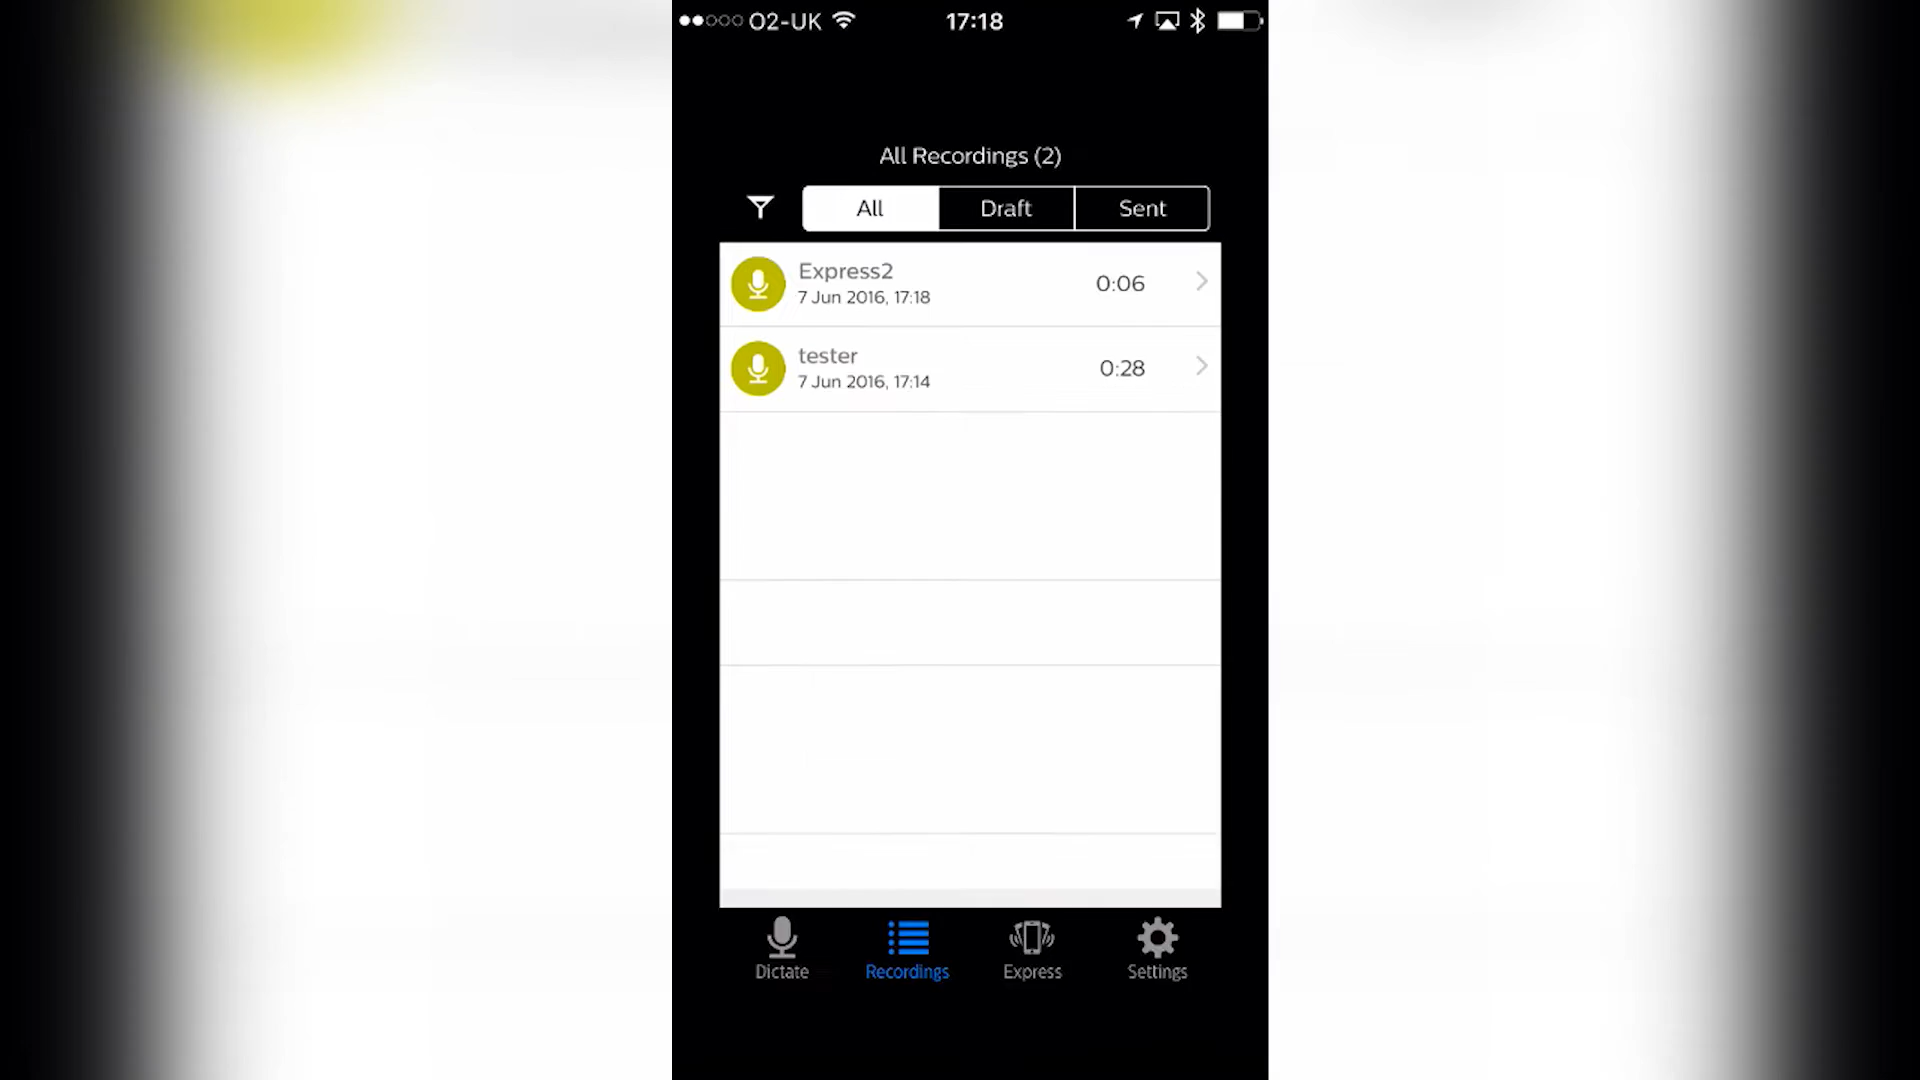 O2-UK 17:18
All Recordings (2)
All Draft Sent
Express2
7 Jun 2016, 17:18
0:06
tester
7 Jun 2016, 17:14
0:28
Dictate Recordings Express Settings